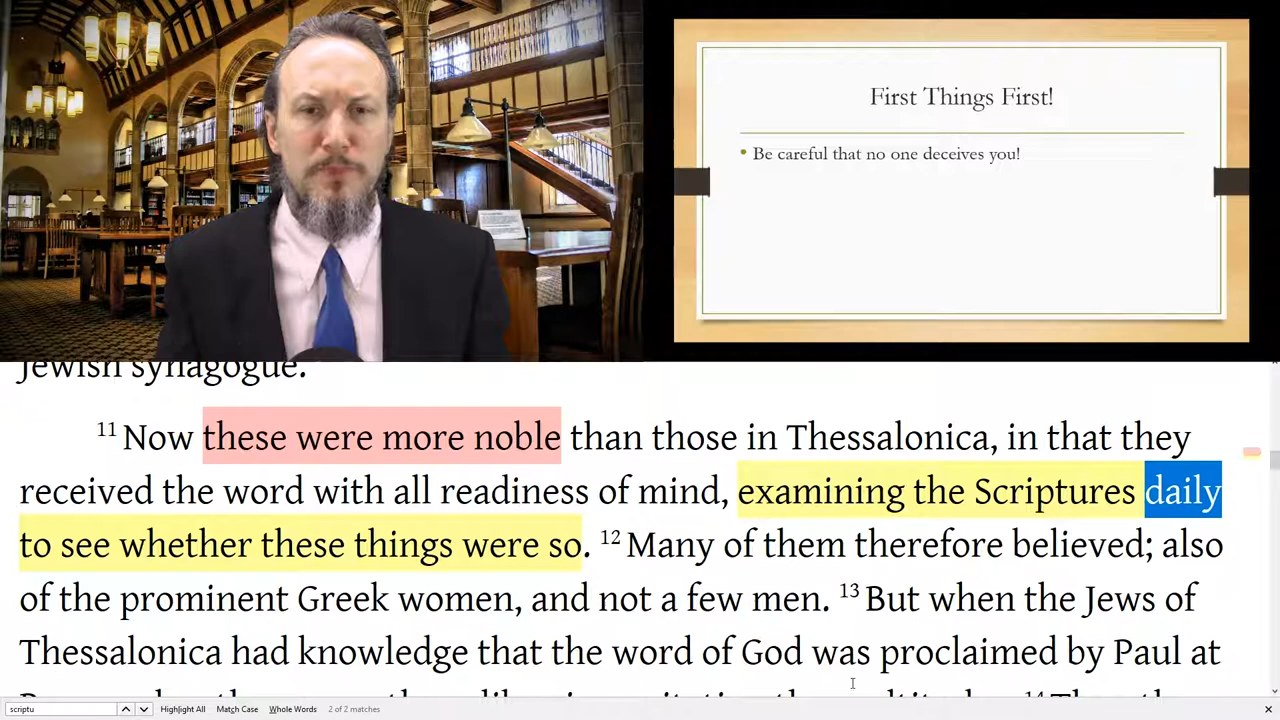 First Things First!
• Be careful that no one deceives you!
Jewish synagogue.
11 Now these were more noble than those in Thessalonica, in that they
received the word with all readiness of mind, examining the Scriptures daily
to see whether these things were so. 12 Many of them therefore believed; also
of the prominent Greek women, and not a few men. 13 But when the Jews of
Thessalonica had knowledge that the word of God was proclaimed by Paul at
scriptu
Highlight All
Match Case
Whole Words
2 of 2 matches